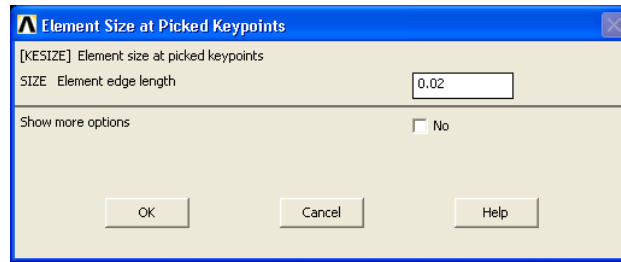 Element Size at Picked Keypoints
[KESIZE] Element size at picked keypoints
SIZE Element edge length 0.02
Show more options No
OK Cancel Help